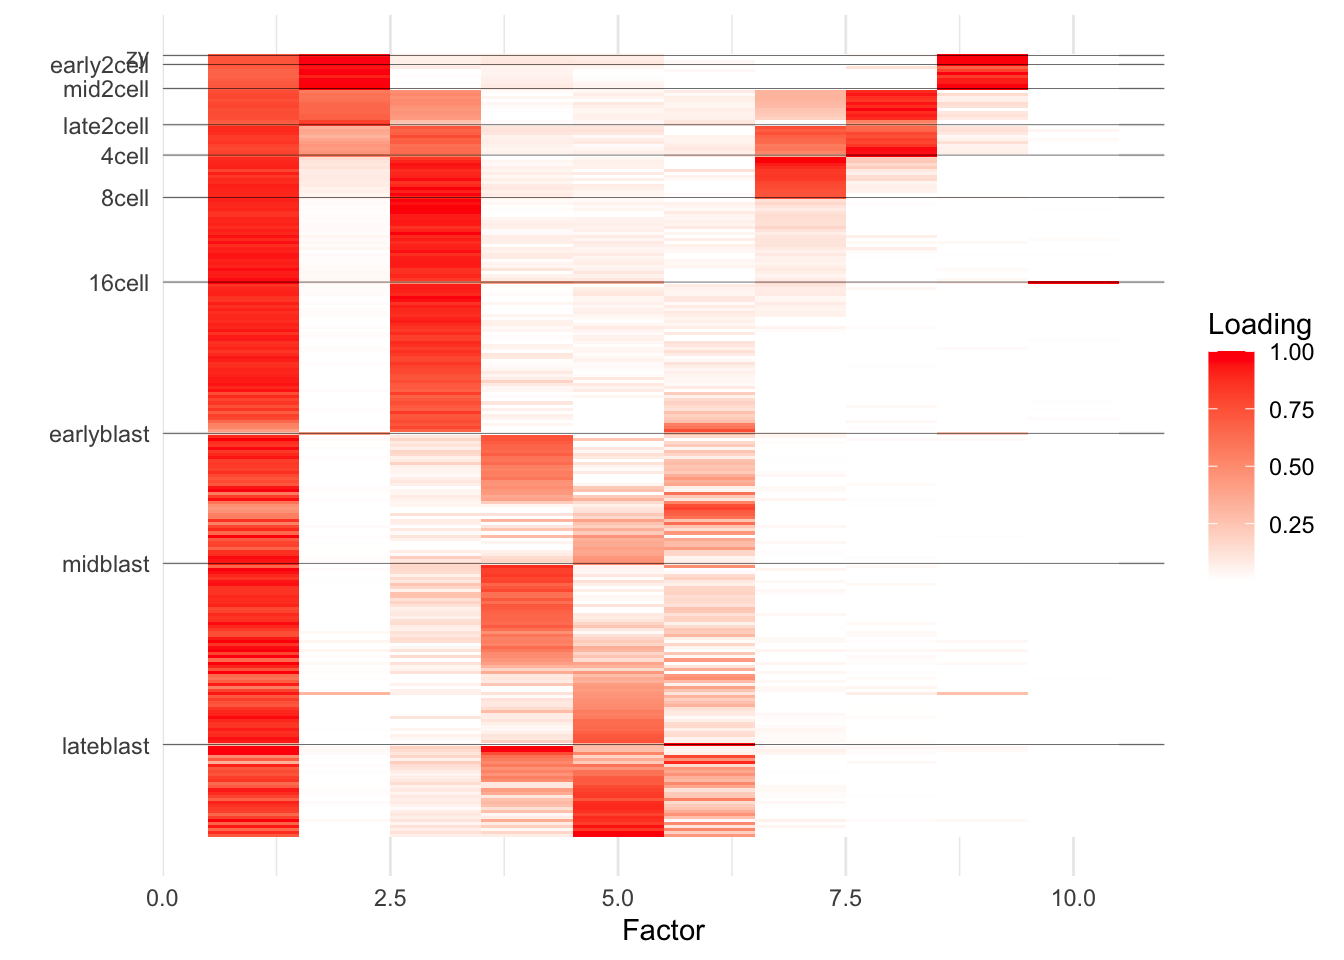 zy
early2cell
mid2cell
late2cell
4cell
8cell
16cell
earlyblast
midblast
lateblast
Loading
1.00
0.75
0.50
0.25
0.0 2.5 5.0 7.5 10.0
Factor